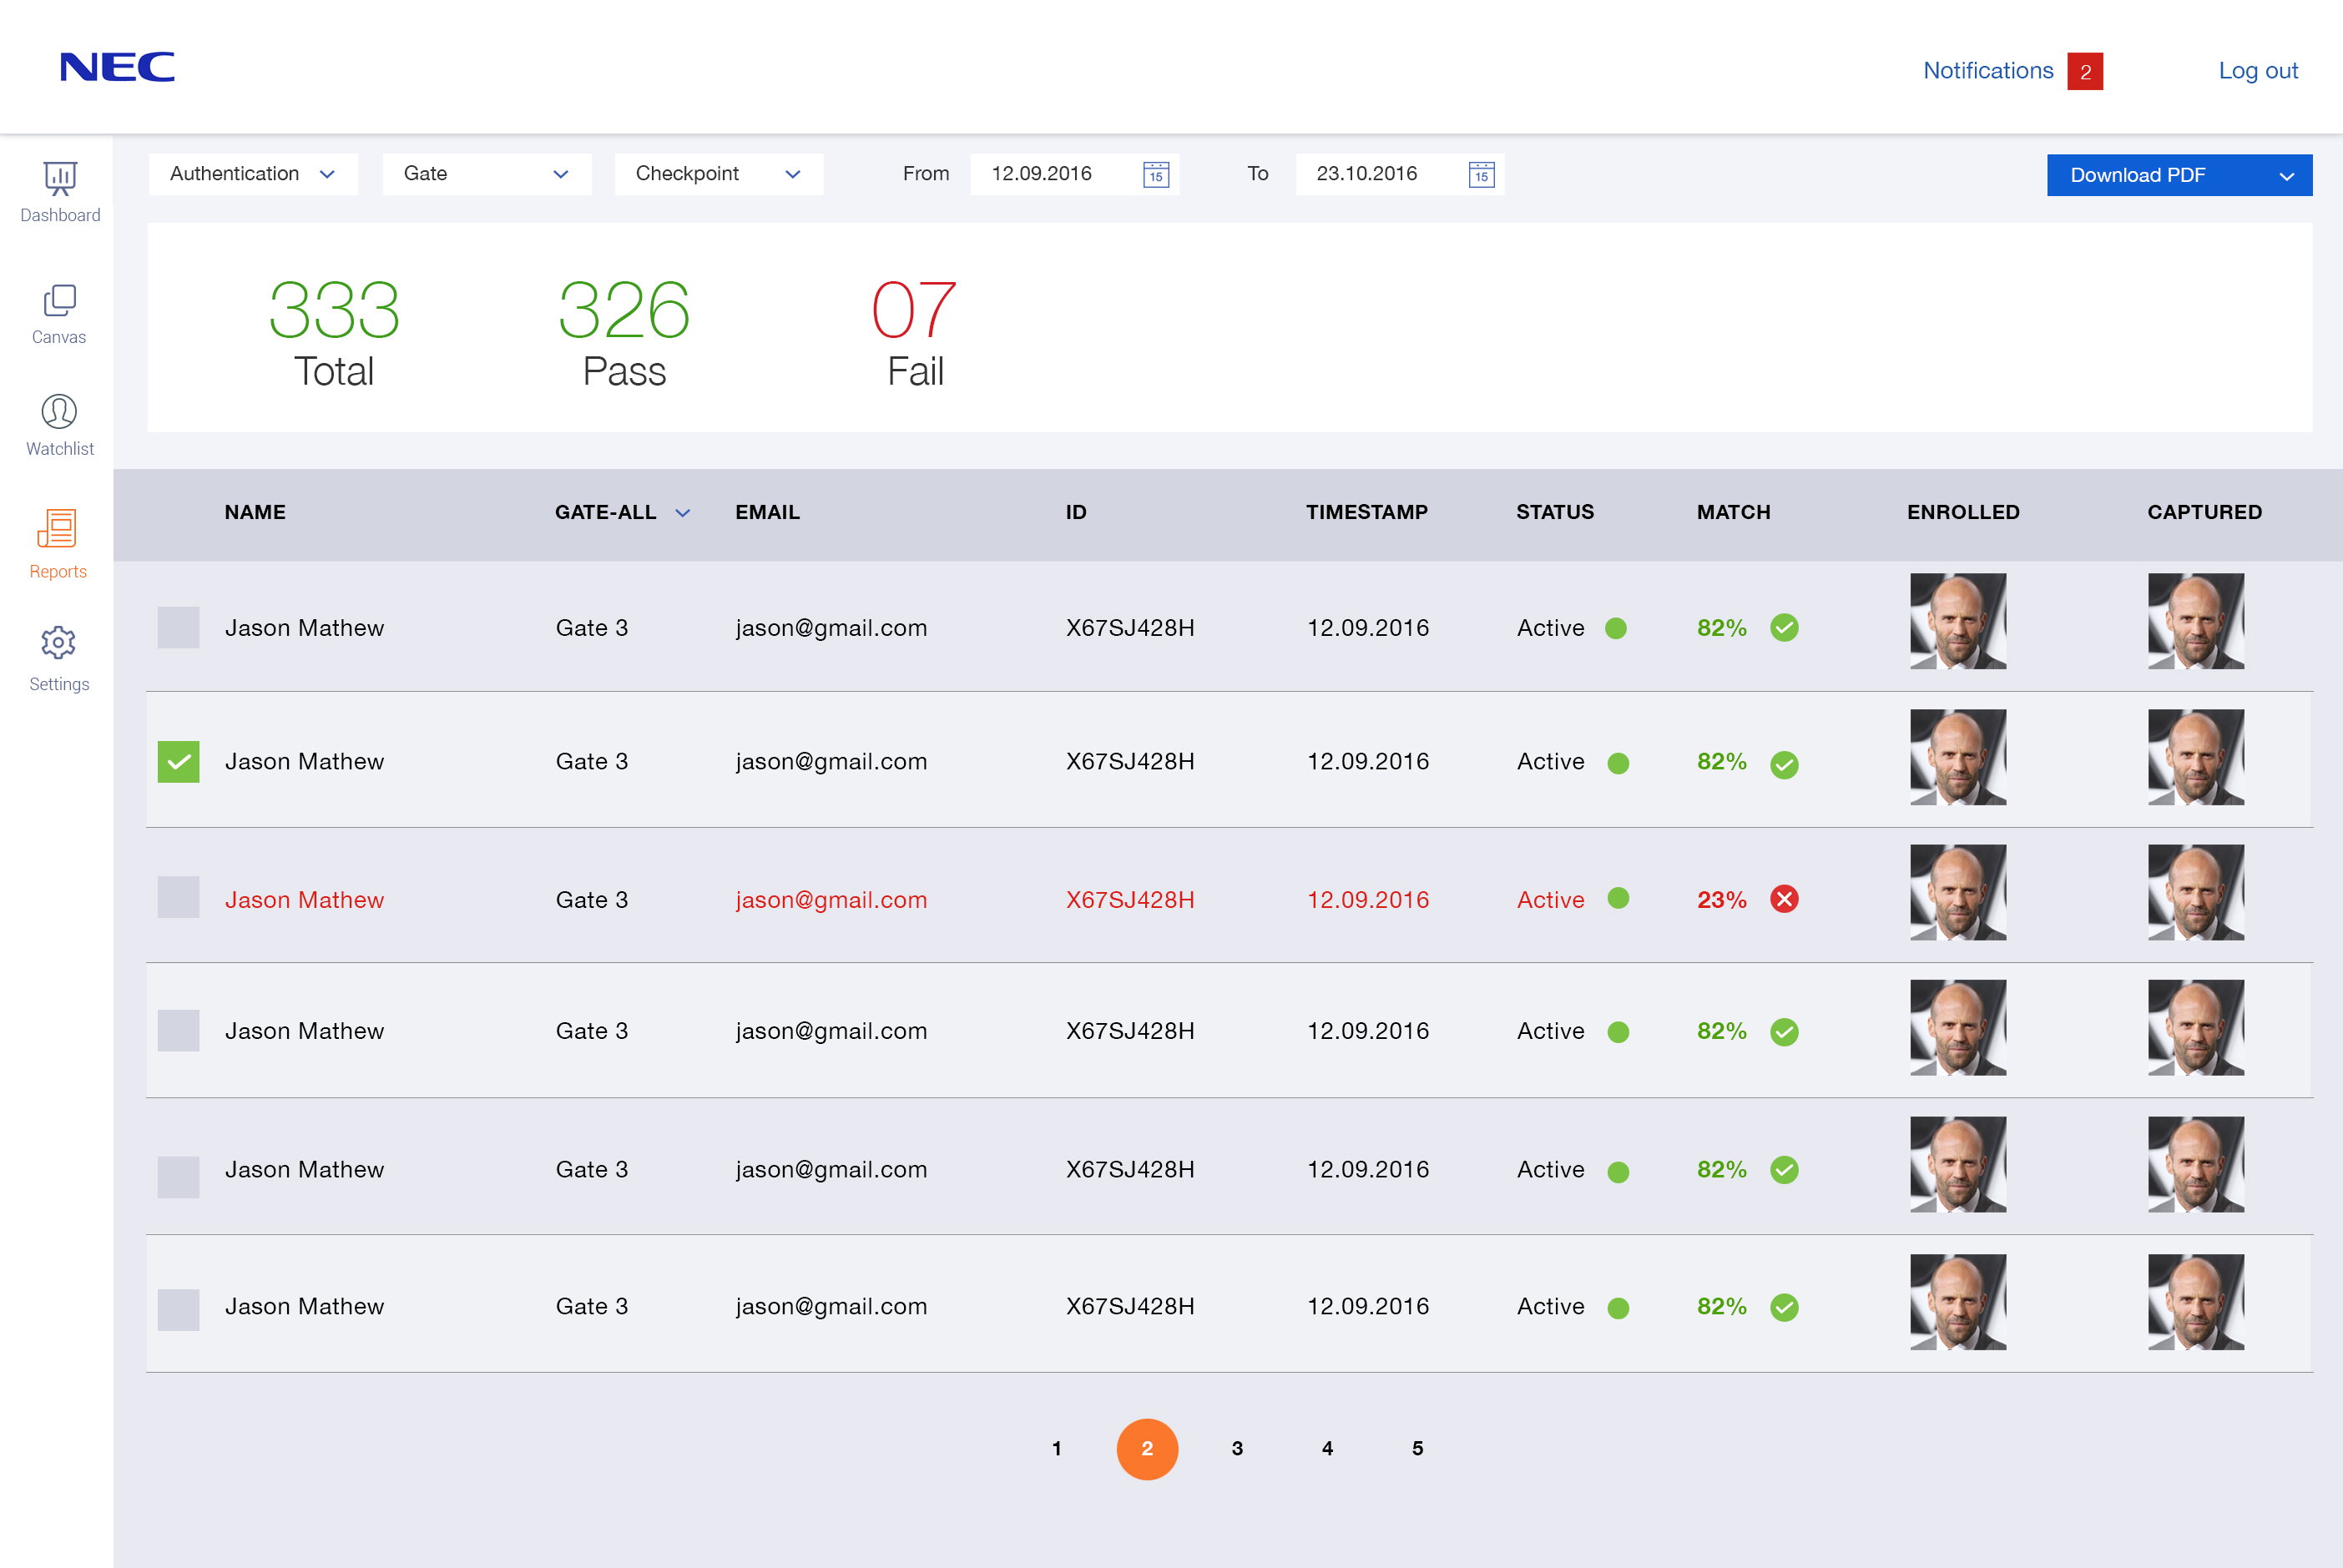 NEC
Notifications 2
Log out
Authentication Gate Checkpoint From 12.09.2016 15 To 23.10.2016 15 Download PDF
Dashboard
Canvas
Watchlist
Reports
Settings
333 326 07
Total Pass Fail
NAME GATE-ALL EMAIL ID TIMESTAMP STATUS MATCH ENROLLED CAPTURED
Jason Mathew Gate 3 jason@gmail.com X67SJ428H 12.09.2016 Active 82%
Jason Mathew Gate 3 jason@gmail.com X67SJ428H 12.09.2016 Active 82%
Jason Mathew Gate 3 jason@gmail.com X67SJ428H 12.09.2016 Active 23%
Jason Mathew Gate 3 jason@gmail.com X67SJ428H 12.09.2016 Active 82%
Jason Mathew Gate 3 jason@gmail.com X67SJ428H 12.09.2016 Active 82%
Jason Mathew Gate 3 jason@gmail.com X67SJ428H 12.09.2016 Active 82%
1 2 3 4 5